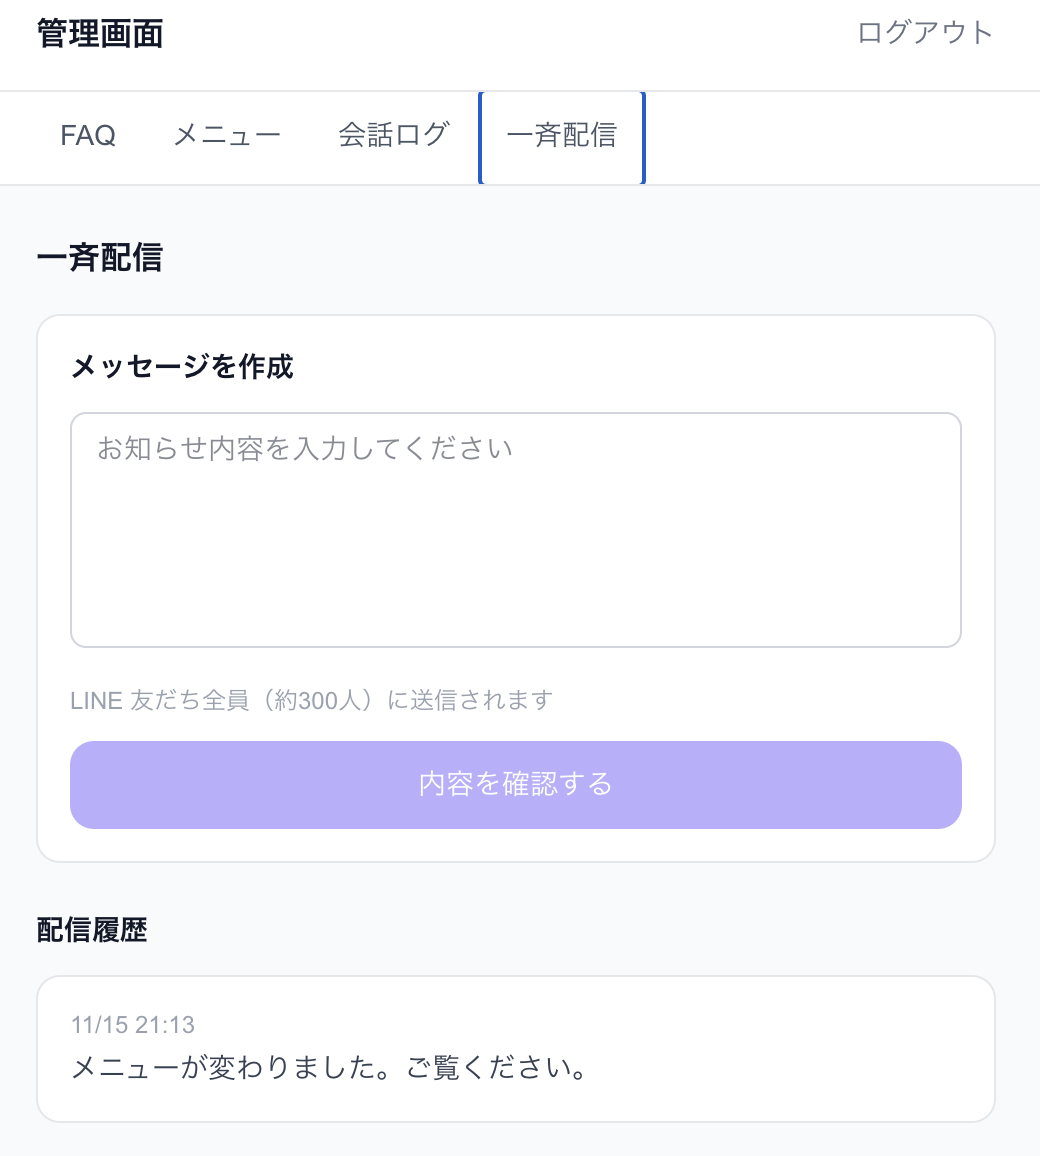 管理画面
ログアウト
FAQ
メニュー
会話ログ
一斉配信
一斉配信
メッセージを作成
お知らせ内容を入力してください
LINE 友だち全員（約300人）に送信されます
内容を確認する
配信履歴
11/15 21:13
メニューが変わりました。ご覧ください。